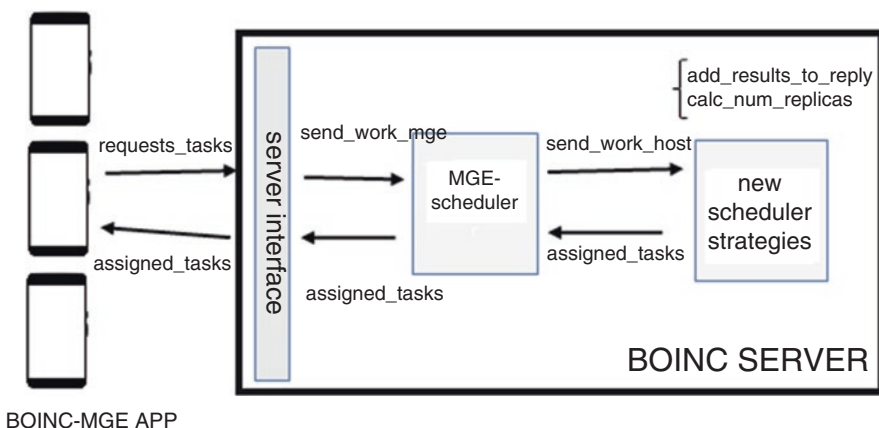 add_results_to_reply
calc_num_replicas
requests_tasks
server interface
send_work_mge
send_work_host
MGE-
scheduler
new
scheduler
strategies
assigned_tasks
assigned_tasks
assigned_tasks
BOINC SERVER
BOINC-MGE APP